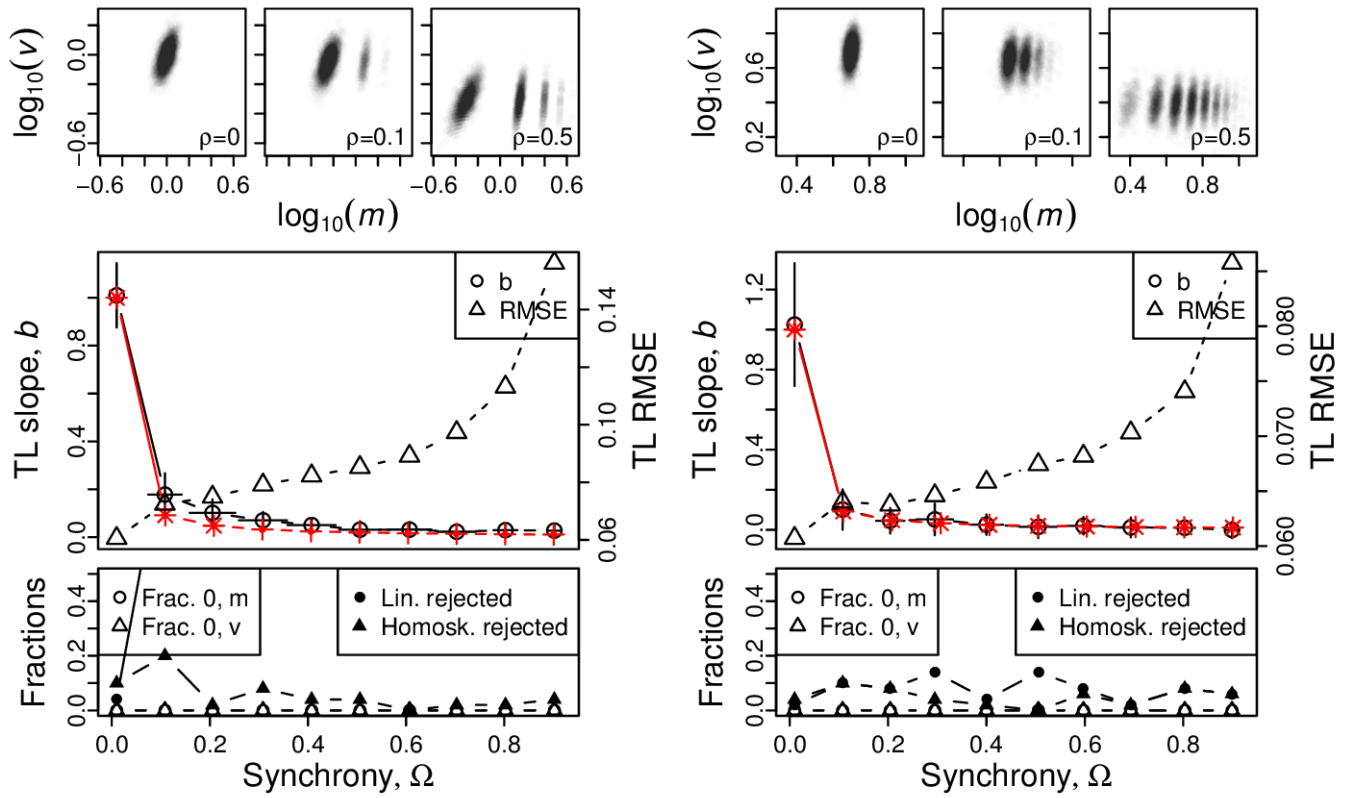 log10(v)
0.0
−0.6
ρ=0
ρ=0.1
ρ=0.5
−0.6 0.0 0.6 −0.6 0.0 0.6
log10(m)
log10(v)
0.6
0.2
ρ=0
ρ=0.1
ρ=0.5
0.4 0.8 0.4 0.8
log10(m)
TL slope, b
0.8
0.4
0.0
b
RMSE
0.14
0.10
0.06
TL RMSE
TL slope, b
1.2
0.8
0.4
0.0
b
RMSE
0.080
0.070
0.060
TL RMSE
Fractions
0.4
0.2
0.0
Frac. 0, m
Frac. 0, v
Lin. rejected
Homosk. rejected
0.0 0.2 0.4 0.6 0.8
Synchrony, Ω
Fractions
0.4
0.2
0.0
Frac. 0, m
Frac. 0, v
Lin. rejected
Homosk. rejected
0.0 0.2 0.4 0.6 0.8
Synchrony, Ω